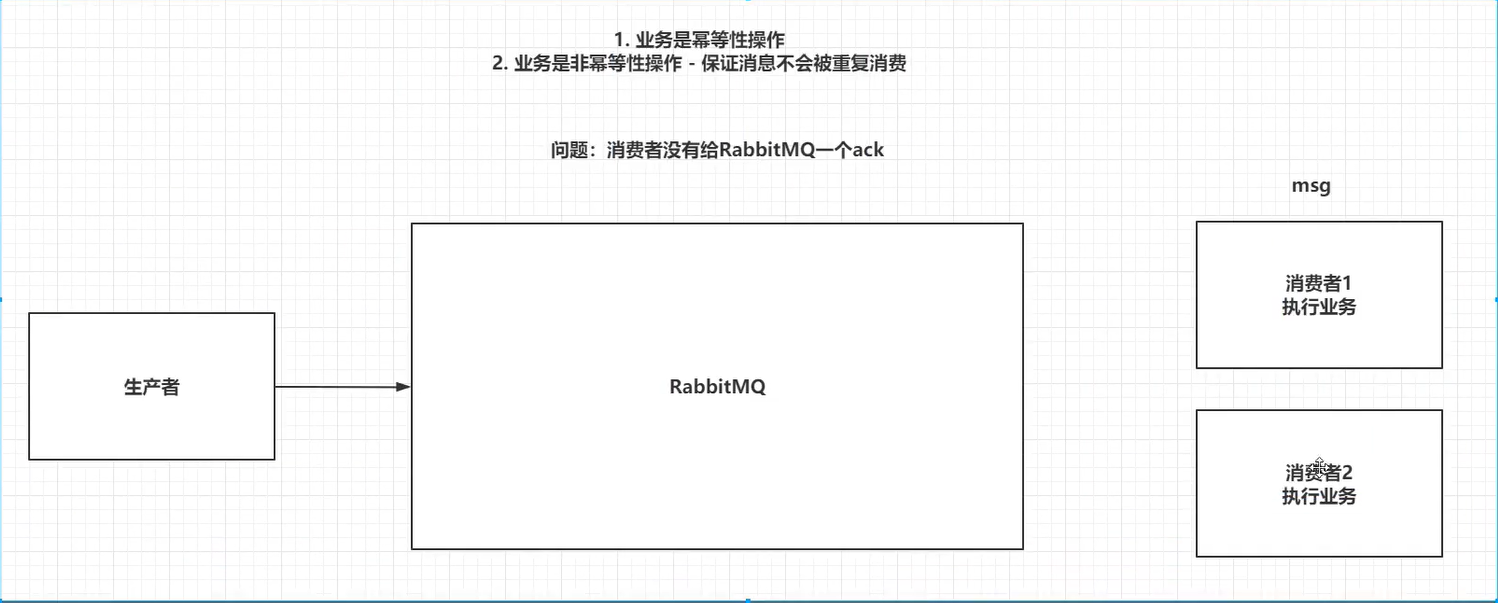 1. 业务是幂等性操作
2. 业务是非幂等性操作 - 保证消息不会被重复消费
问题：消费者没有给RabbitMQ一个ack
msg
消费者1
执行业务
生产者
RabbitMQ
消费者2
执行业务